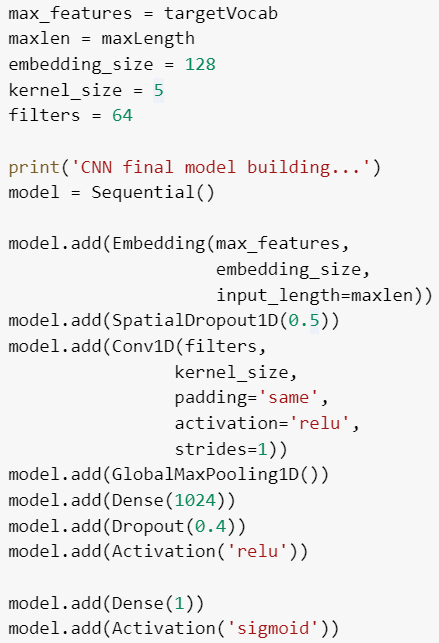 max_features = targetVocab
maxlen = maxLength
embedding_size = 128
kernel_size = 5
filters = 64
print('CNN final model building...')
model = Sequential()
model.add(Embedding(max_features,
embedding_size,
input_length=maxlen))
model.add(SpatialDropout1D(0.5))
model.add(Conv1D(filters,
kernel_size,
padding='same',
activation='relu',
strides=1))
model.add(GlobalMaxPooling1D())
model.add(Dense(1024))
model.add(Dropout(0.4))
model.add(Activation('relu'))
model.add(Dense(1))
model.add(Activation('sigmoid'))